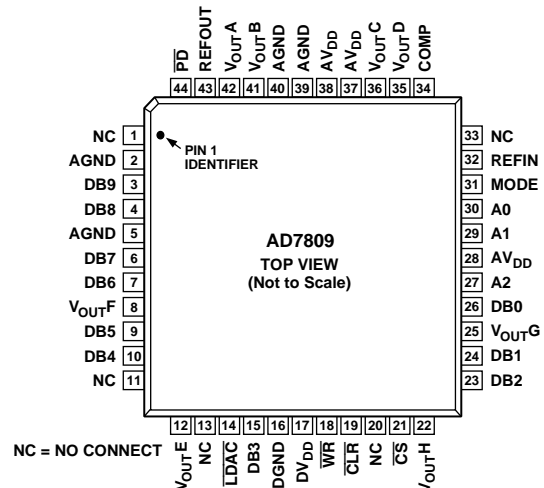 PD
REFOUT
VOUTA
VOUTB
AGND
AGND
AVDD
AVDD
VOUTC
VOUTD
COMP
44 43 42 41 40 39 38 37 36 35 34
NC 1
AGND 2
DB9 3
DB8 4
AGND 5
DB7 6
DB6 7
VOUTF 8
DB5 9
DB4 10
NC 11
PIN 1
IDENTIFIER
AD7809
TOP VIEW
(Not to Scale)
33 NC
32 REFIN
31 MODE
30 A0
29 A1
28 AVDD
27 A2
26 DB0
25 VOUTG
24 DB1
23 DB2
12 13 14 15 16 17 18 19 20 21 22
VOUTE
NC
LDAC
DB3
DGND
DVDD
WR
CLR
NC
CS
VOUTH
NC = NO CONNECT